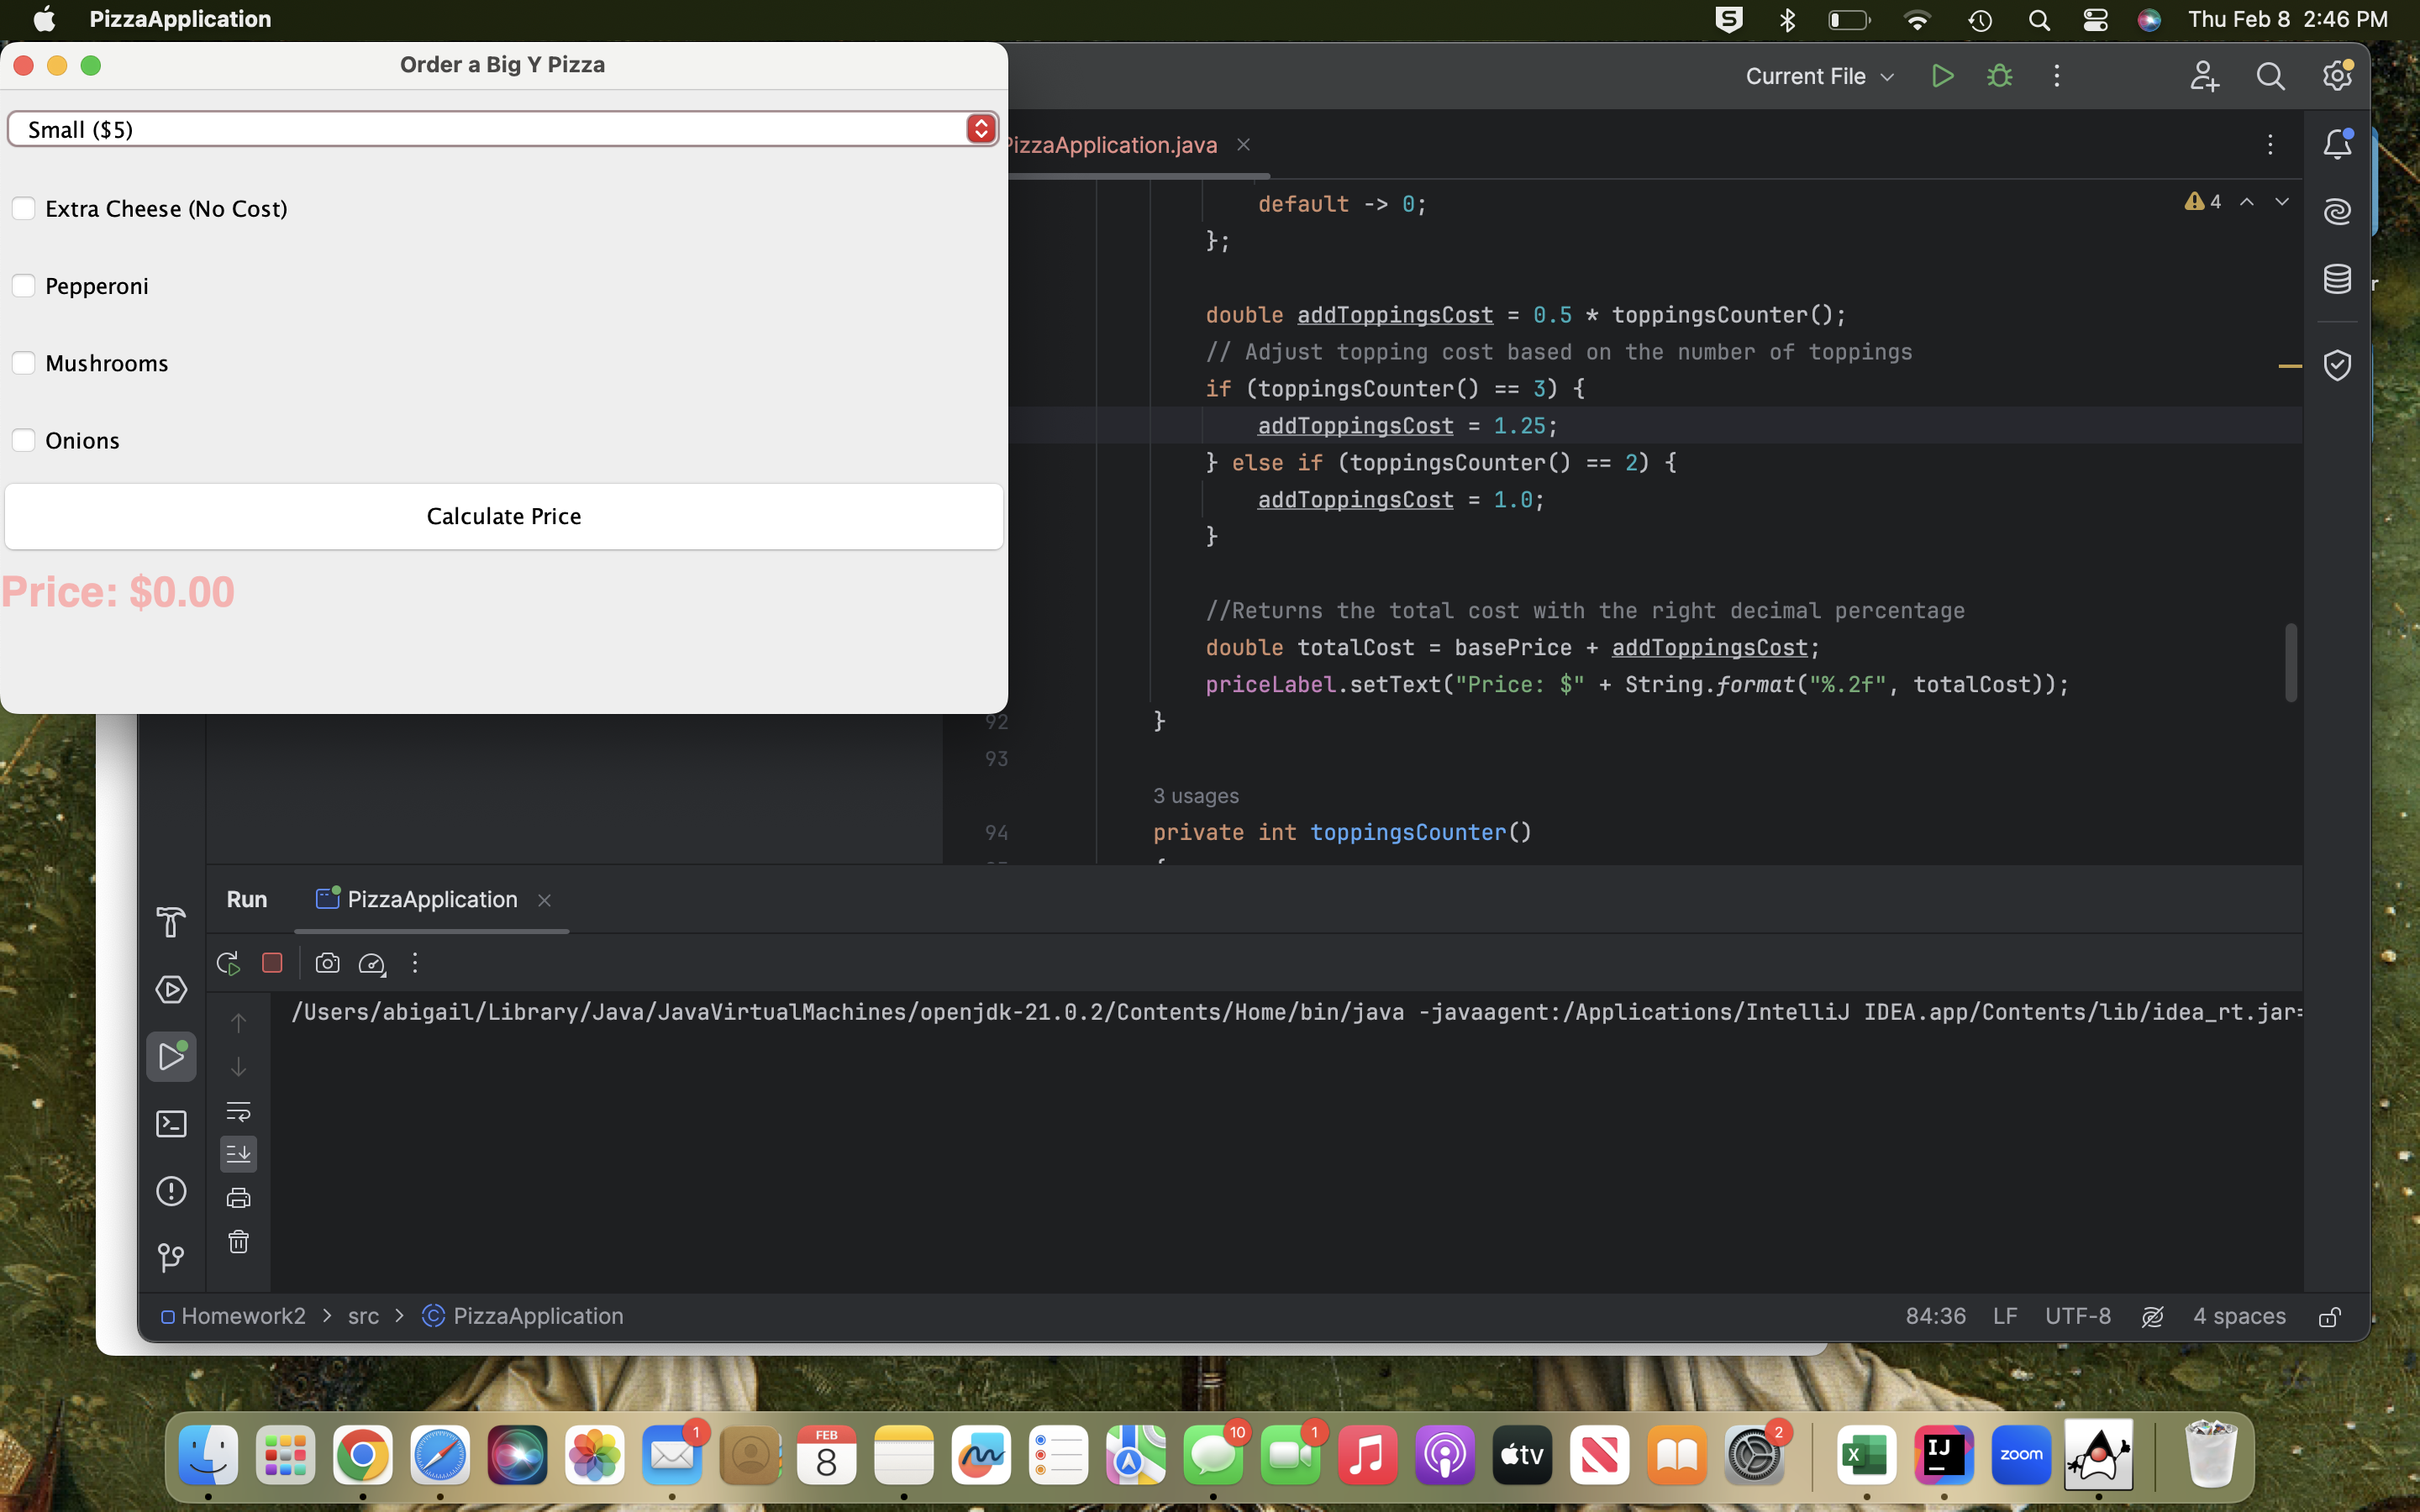 PizzaApplication
Thu Feb 8 2:46 PM
Order a Big Y Pizza
Small ($5)
Extra Cheese (No Cost)
Pepperoni
Mushrooms
Onions
Calculate Price
Price: $0.00
Current File
PizzaApplication.java
4
default -> 0;
};
double addToppingsCost = 0.5 * toppingsCounter();
// Adjust topping cost based on the number of toppings
if (toppingsCounter() == 3) {
addToppingsCost = 1.25;
} else if (toppingsCounter() == 2) {
addToppingsCost = 1.0;
}
//Returns the total cost with the right decimal percentage
double totalCost = basePrice + addToppingsCost;
priceLabel.setText("Price: $" + String.format("%.2f", totalCost));
92 }
93
3 usages
94 private int toppingsCounter()
Run
PizzaApplication
/Users/abigail/Library/Java/JavaVirtualMachines/openjdk-21.0.2/Contents/Home/bin/java -javaagent:/Applications/IntelliJ IDEA.app/Contents/lib/idea_rt.jar=
Homework2 > src > PizzaApplication
84:36 LF UTF-8 4 spaces
1
FEB
8
10
1
tv
2
X
IJ
zoom